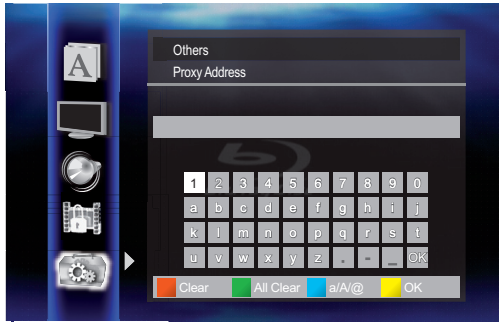 A
Others
Proxy Address
1 2 3 4 5 6 7 8 9 0
a b c d e f g h i j
k l m n o p q r s t
u v w x y z . - _ OK
Clear All Clear a/A/@ OK